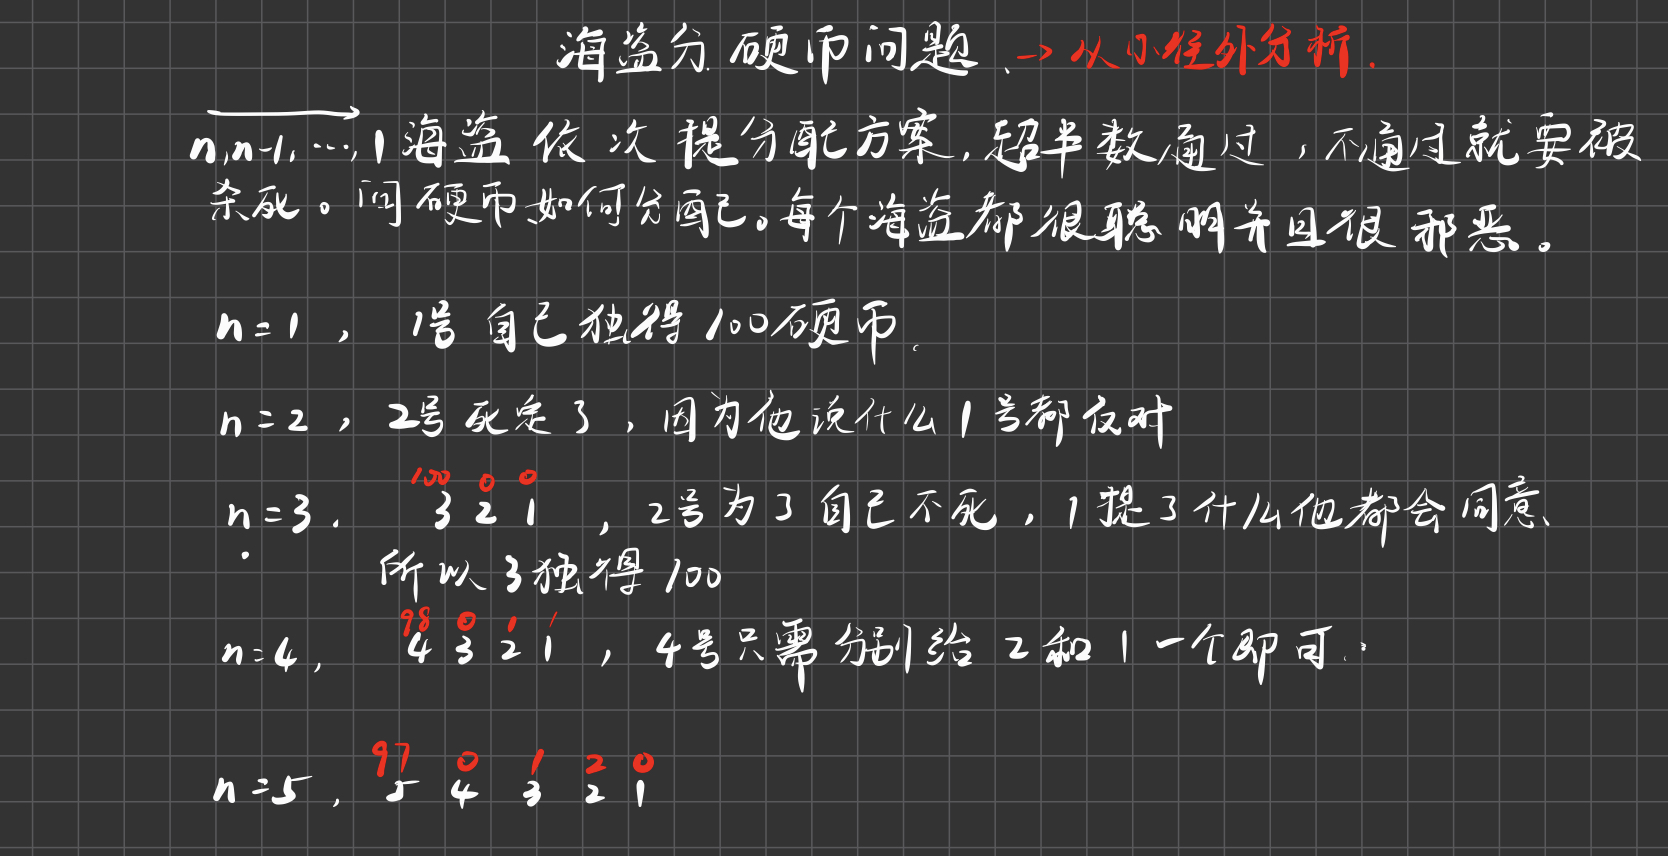 海盗分硬币问题、→从小往外分析.
n,n-1,…,1海盗依次提分配方案,超半数通过,不通过就要被
杀死。问硬币如何分配。每个海盗都很聪明并且很邪恶。
n=1, 1号自己独得100硬币.
n=2, 2号死定了,因为他说什么1号都反对
100 0 0
n=3. 3 2 1 ,2号为了自己不死,1提了什么他都会同意、
所以3独得100
98 0 1 1
n=4, 4 3 2 1 , 4号只需分别给2和1一个即可.
97 0 1 2 0
n=5, 5 4 3 2 1